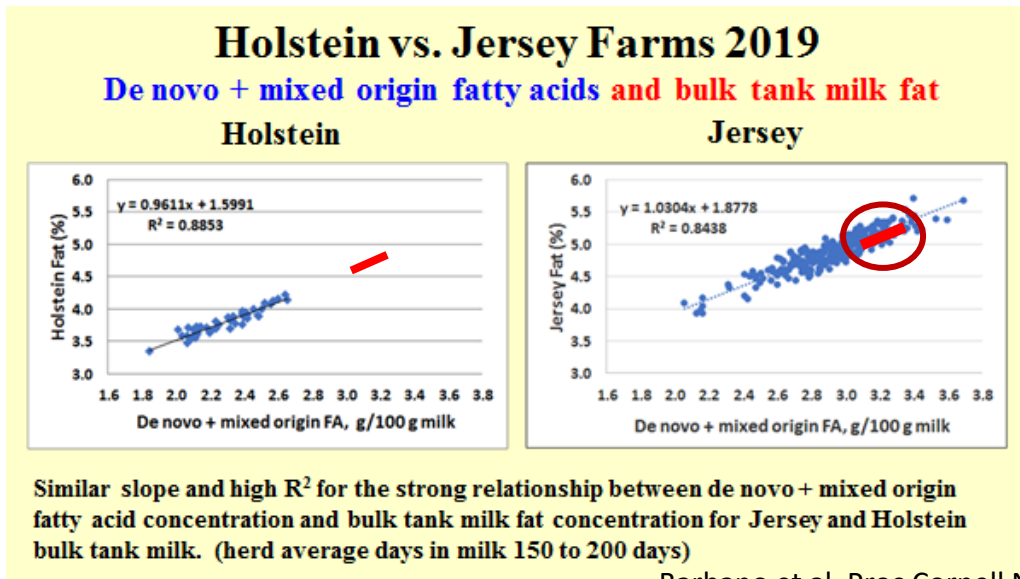 Holstein vs. Jersey Farms 2019
De novo + mixed origin fatty acids and bulk tank milk fat
Holstein
Jersey
6.0
5.5
5.0
4.5
4.0
3.5
3.0
Holstein Fat (%)
y = 0.9611x + 1.5991
R² = 0.8853
1.6 1.8 2.0 2.2 2.4 2.6 2.8 3.0 3.2 3.4 3.6 3.8
De novo + mixed origin FA, g/100 g milk
6.0
5.5
5.0
4.5
4.0
3.5
3.0
Jersey Fat (%)
y = 1.0304x + 1.8778
R² = 0.8438
1.6 1.8 2.0 2.2 2.4 2.6 2.8 3.0 3.2 3.4 3.6 3.8
De novo + mixed origin FA, g/100 g milk
Similar slope and high R² for the strong relationship between de novo + mixed origin
fatty acid concentration and bulk tank milk fat concentration for Jersey and Holstein
bulk tank milk. (herd average days in milk 150 to 200 days)